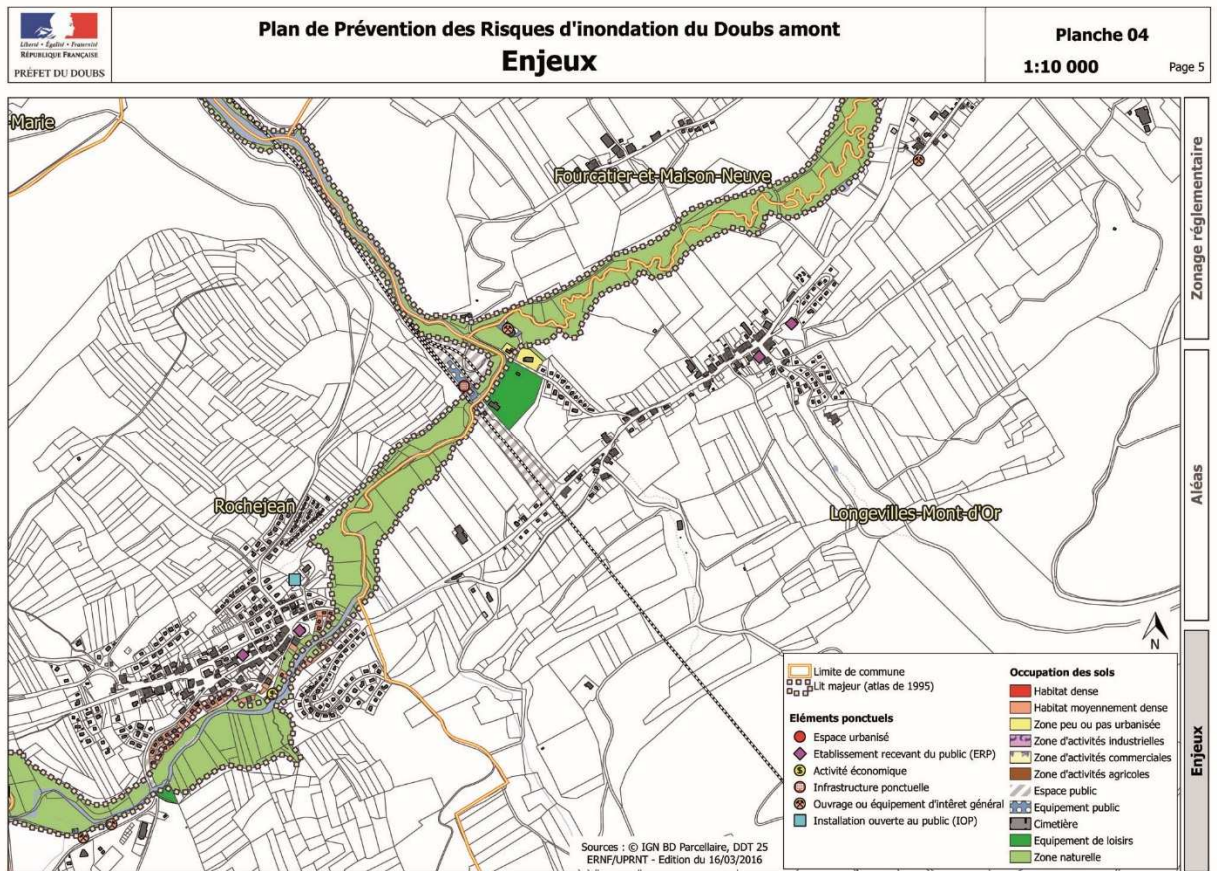 Liberté • Égalité • Fraternité
RÉPUBLIQUE FRANÇAISE
PRÉFET DU DOUBS
Plan de Prévention des Risques d'inondation du Doubs amont
Enjeux
Planche 04
1:10 000
Page 5
-Marie
Fourcatier-et-Maison-Neuve
Rochejean
Longevilles-Mont-d'Or
Zonage réglementaire
Aléas
Enjeux
N
Limite de commune
Lit majeur (atlas de 1995)
Eléments ponctuels
Espace urbanisé
Etablissement recevant du public (ERP)
Activité économique
Infrastructure ponctuelle
Ouvrage ou équipement d'intêret général
Installation ouverte au public (IOP)
Occupation des sols
Habitat dense
Habitat moyennement dense
Zone peu ou pas urbanisée
Zone d'activités industrielles
Zone d'activités commerciales
Zone d'activités agricoles
Espace public
Equipement public
Cimetière
Equipement de loisirs
Zone naturelle
Sources : © IGN BD Parcellaire, DDT 25
ERNF/UPRNT - Edition du 16/03/2016